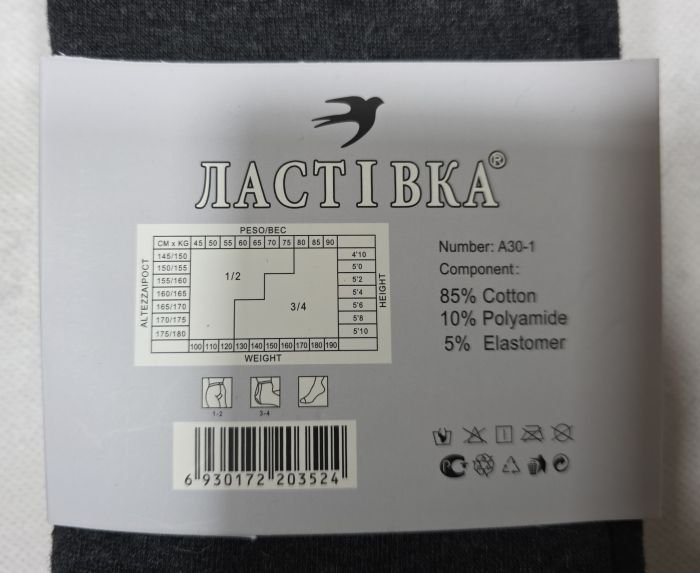 ЛАСТІВКА®
PESO/ВЕС
CM x KG 45 50 55 60 65 70 75 80 85 90
145/150 4'10
150/155 5'0
155/160 5'2
160/165 5'4
165/170 5'6
170/175 5'8
175/180 5'10
1/2
3/4
100 110 120 130 140 150 160 170 180 190
WEIGHT
ALTEZZA/РОСТ
HEIGHT
1-2 3-4
6 930172 203524
Number: A30-1
Component:
85% Cotton
10% Polyamide
5% Elastomer